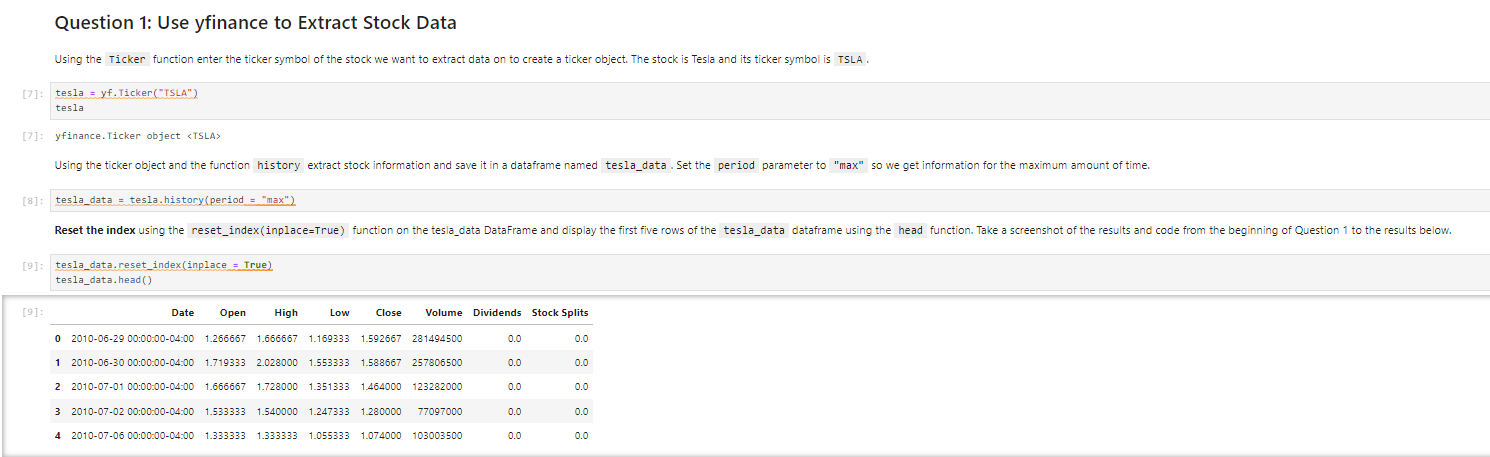 Question 1: Use yfinance to Extract Stock Data
Using the Ticker function enter the ticker symbol of the stock we want to extract data on to create a ticker object. The stock is Tesla and its ticker symbol is TSLA .
[7]: tesla = yf.Ticker("TSLA")
tesla
[7]: yfinance.Ticker object <TSLA>
Using the ticker object and the function history extract stock information and save it in a dataframe named tesla_data . Set the period parameter to "max" so we get information for the maximum amount of time.
[8]: tesla_data = tesla.history(period = "max")
Reset the index using the reset_index(inplace=True) function on the tesla_data DataFrame and display the first five rows of the tesla_data dataframe using the head function. Take a screenshot of the results and code from the beginning of Question 1 to the results below.
[9]: tesla_data.reset_index(inplace = True)
tesla_data.head()
[9]: Date Open High Low Close Volume Dividends Stock Splits
0 2010-06-29 00:00:00-04:00 1.266667 1.666667 1.169333 1.592667 281494500 0.0 0.0
1 2010-06-30 00:00:00-04:00 1.719333 2.028000 1.553333 1.588667 257806500 0.0 0.0
2 2010-07-01 00:00:00-04:00 1.666667 1.728000 1.351333 1.464000 123282000 0.0 0.0
3 2010-07-02 00:00:00-04:00 1.533333 1.540000 1.247333 1.280000 77097000 0.0 0.0
4 2010-07-06 00:00:00-04:00 1.333333 1.333333 1.055333 1.074000 103003500 0.0 0.0